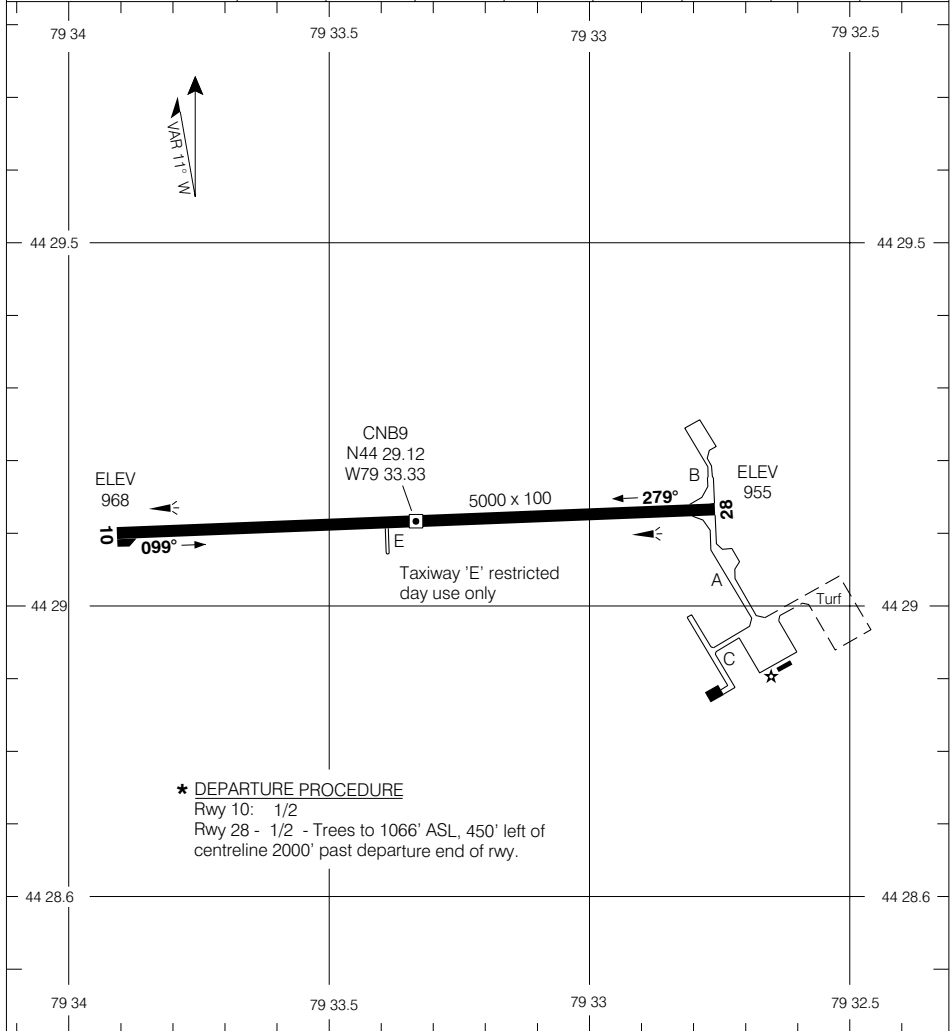 79 34
79 33.5
79 33
79 32.5
VAR 11° W
44 29.5
44 29.5
CNB9
N44 29.12
W79 33.33
ELEV
968
5000 x 100
279°
B
ELEV
955
10
28
099°
E
Taxiway 'E' restricted
day use only
A
44 29
44 29
Turf
C
* DEPARTURE PROCEDURE
Rwy 10: 1/2
Rwy 28 - 1/2 - Trees to 1066' ASL, 450' left of
centreline 2000' past departure end of rwy.
44 28.6
44 28.6
79 34
79 33.5
79 33
79 32.5